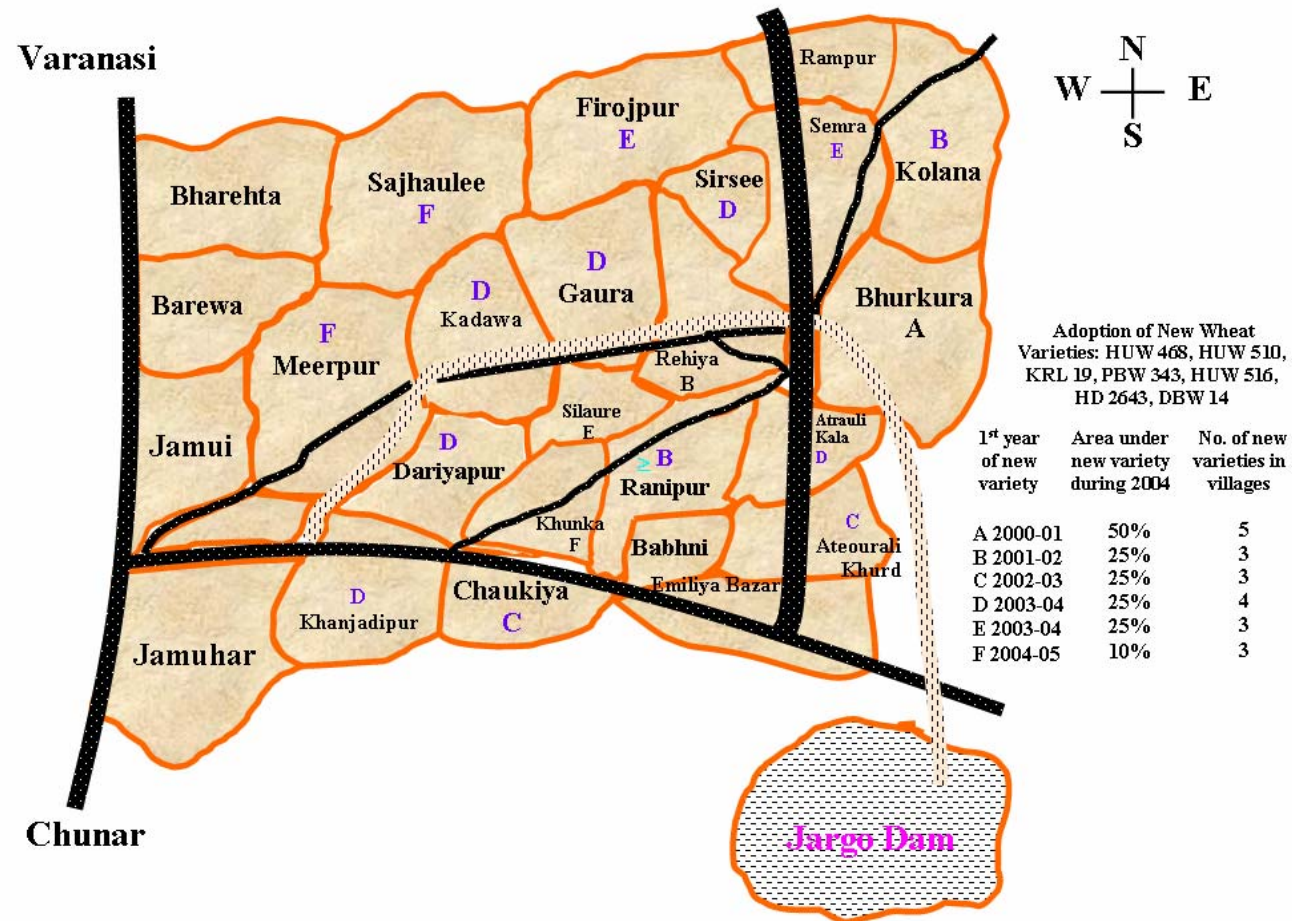 Varanasi
N
W E
S
Rampur
Firojpur
E
Semra
E
B
Kolana
Bharehta
Sajhaulee
F
Sirsee
D
Barewa
D
Kadawa
D
Gaura
Bhurkura
A
F
Meerpur
Rehiya
B
Jamui
Silaure
E
Atrauli
Kala
D
D
Dariyapur
≥ B
Ranipur
Khunka
F
Babhni
C
Ateourali
Khurd
Emiliya Bazar
D
Khanjadipur
Chaukiya
C
Jamuhar
Chunar
Jargo Dam
Adoption of New Wheat
Varieties: HUW 468, HUW 510,
KRL 19, PBW 343, HUW 516,
HD 2643, DBW 14
1st year Area under No. of new
of new new variety varieties in
variety during 2004 villages
A 2000-01 50% 5
B 2001-02 25% 3
C 2002-03 25% 3
D 2003-04 25% 4
E 2003-04 25% 3
F 2004-05 10% 3